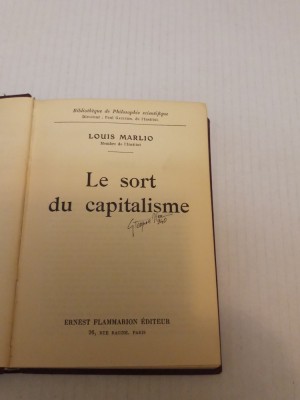 Bibliothèque de Philosophie scientifique
LOUIS MARLIO
Membre de l'Institut
Le sort
du capitalisme
ERNEST FLAMMARION ÉDITEUR
26, RUE RACINE, PARIS